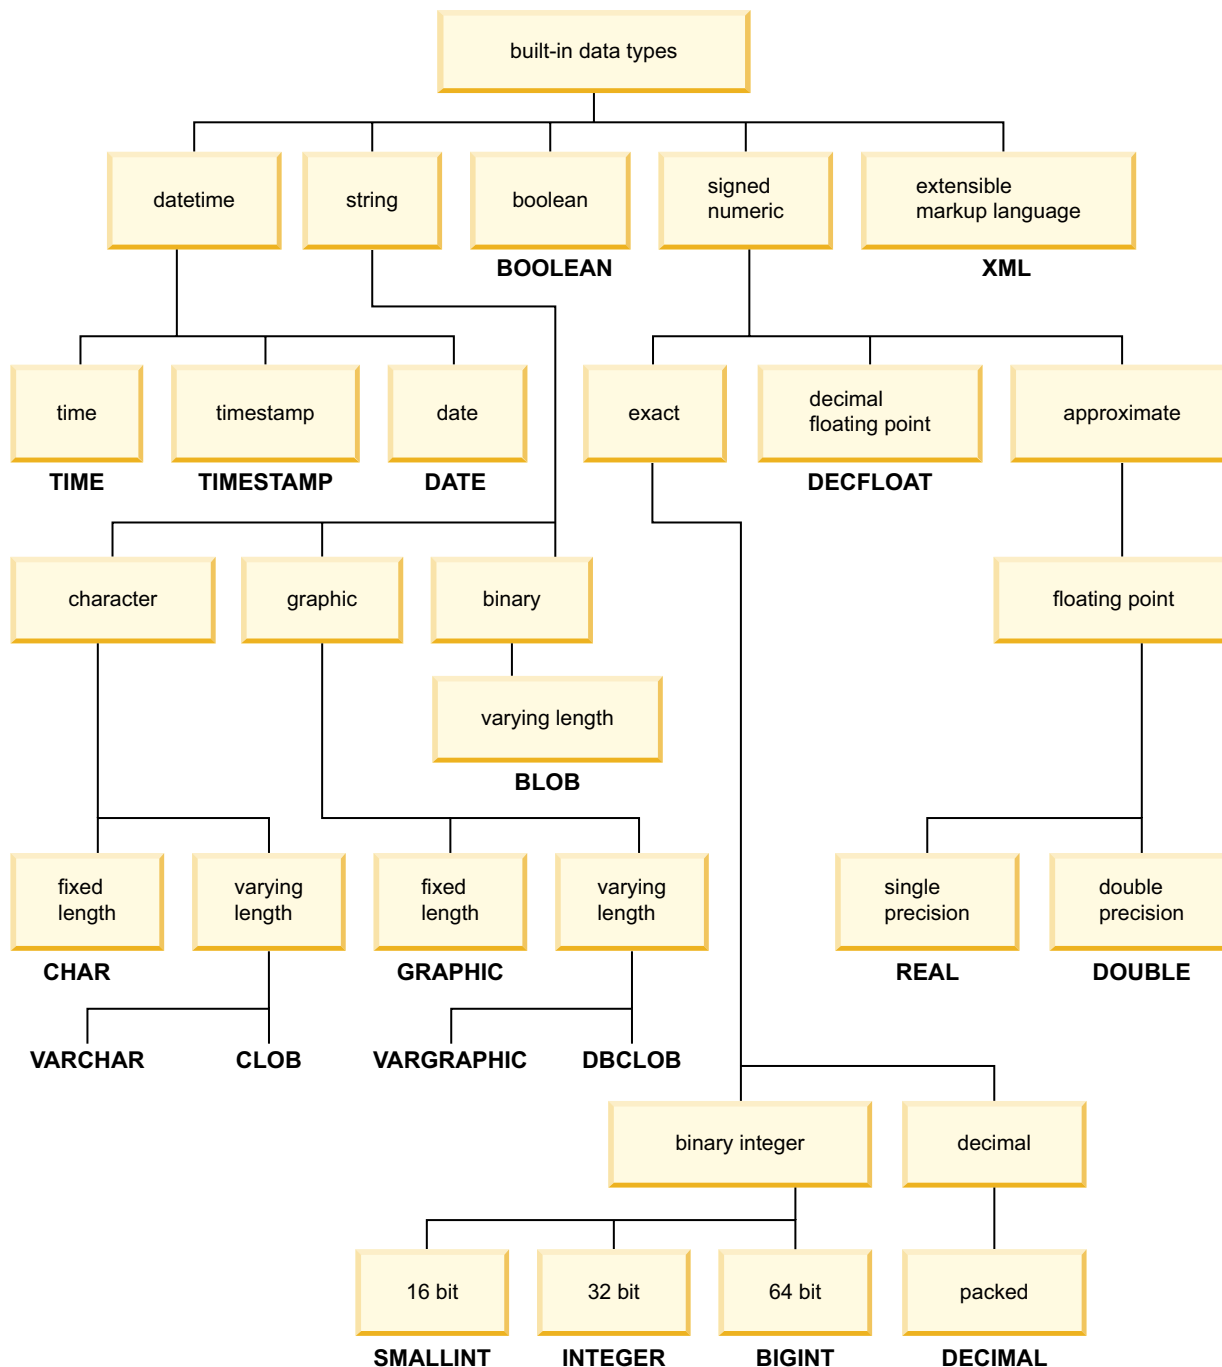 built-in data types
datetime
string
boolean
signed
numeric
extensible
markup language
BOOLEAN
XML
time
timestamp
date
exact
decimal
floating point
approximate
TIME
TIMESTAMP
DATE
DECFLOAT
character
graphic
binary
floating point
varying length
BLOB
fixed
length
varying
length
fixed
length
varying
length
single
precision
double
precision
CHAR
GRAPHIC
REAL
DOUBLE
VARCHAR
CLOB
VARGRAPHIC
DBCLOB
binary integer
decimal
16 bit
32 bit
64 bit
packed
SMALLINT
INTEGER
BIGINT
DECIMAL